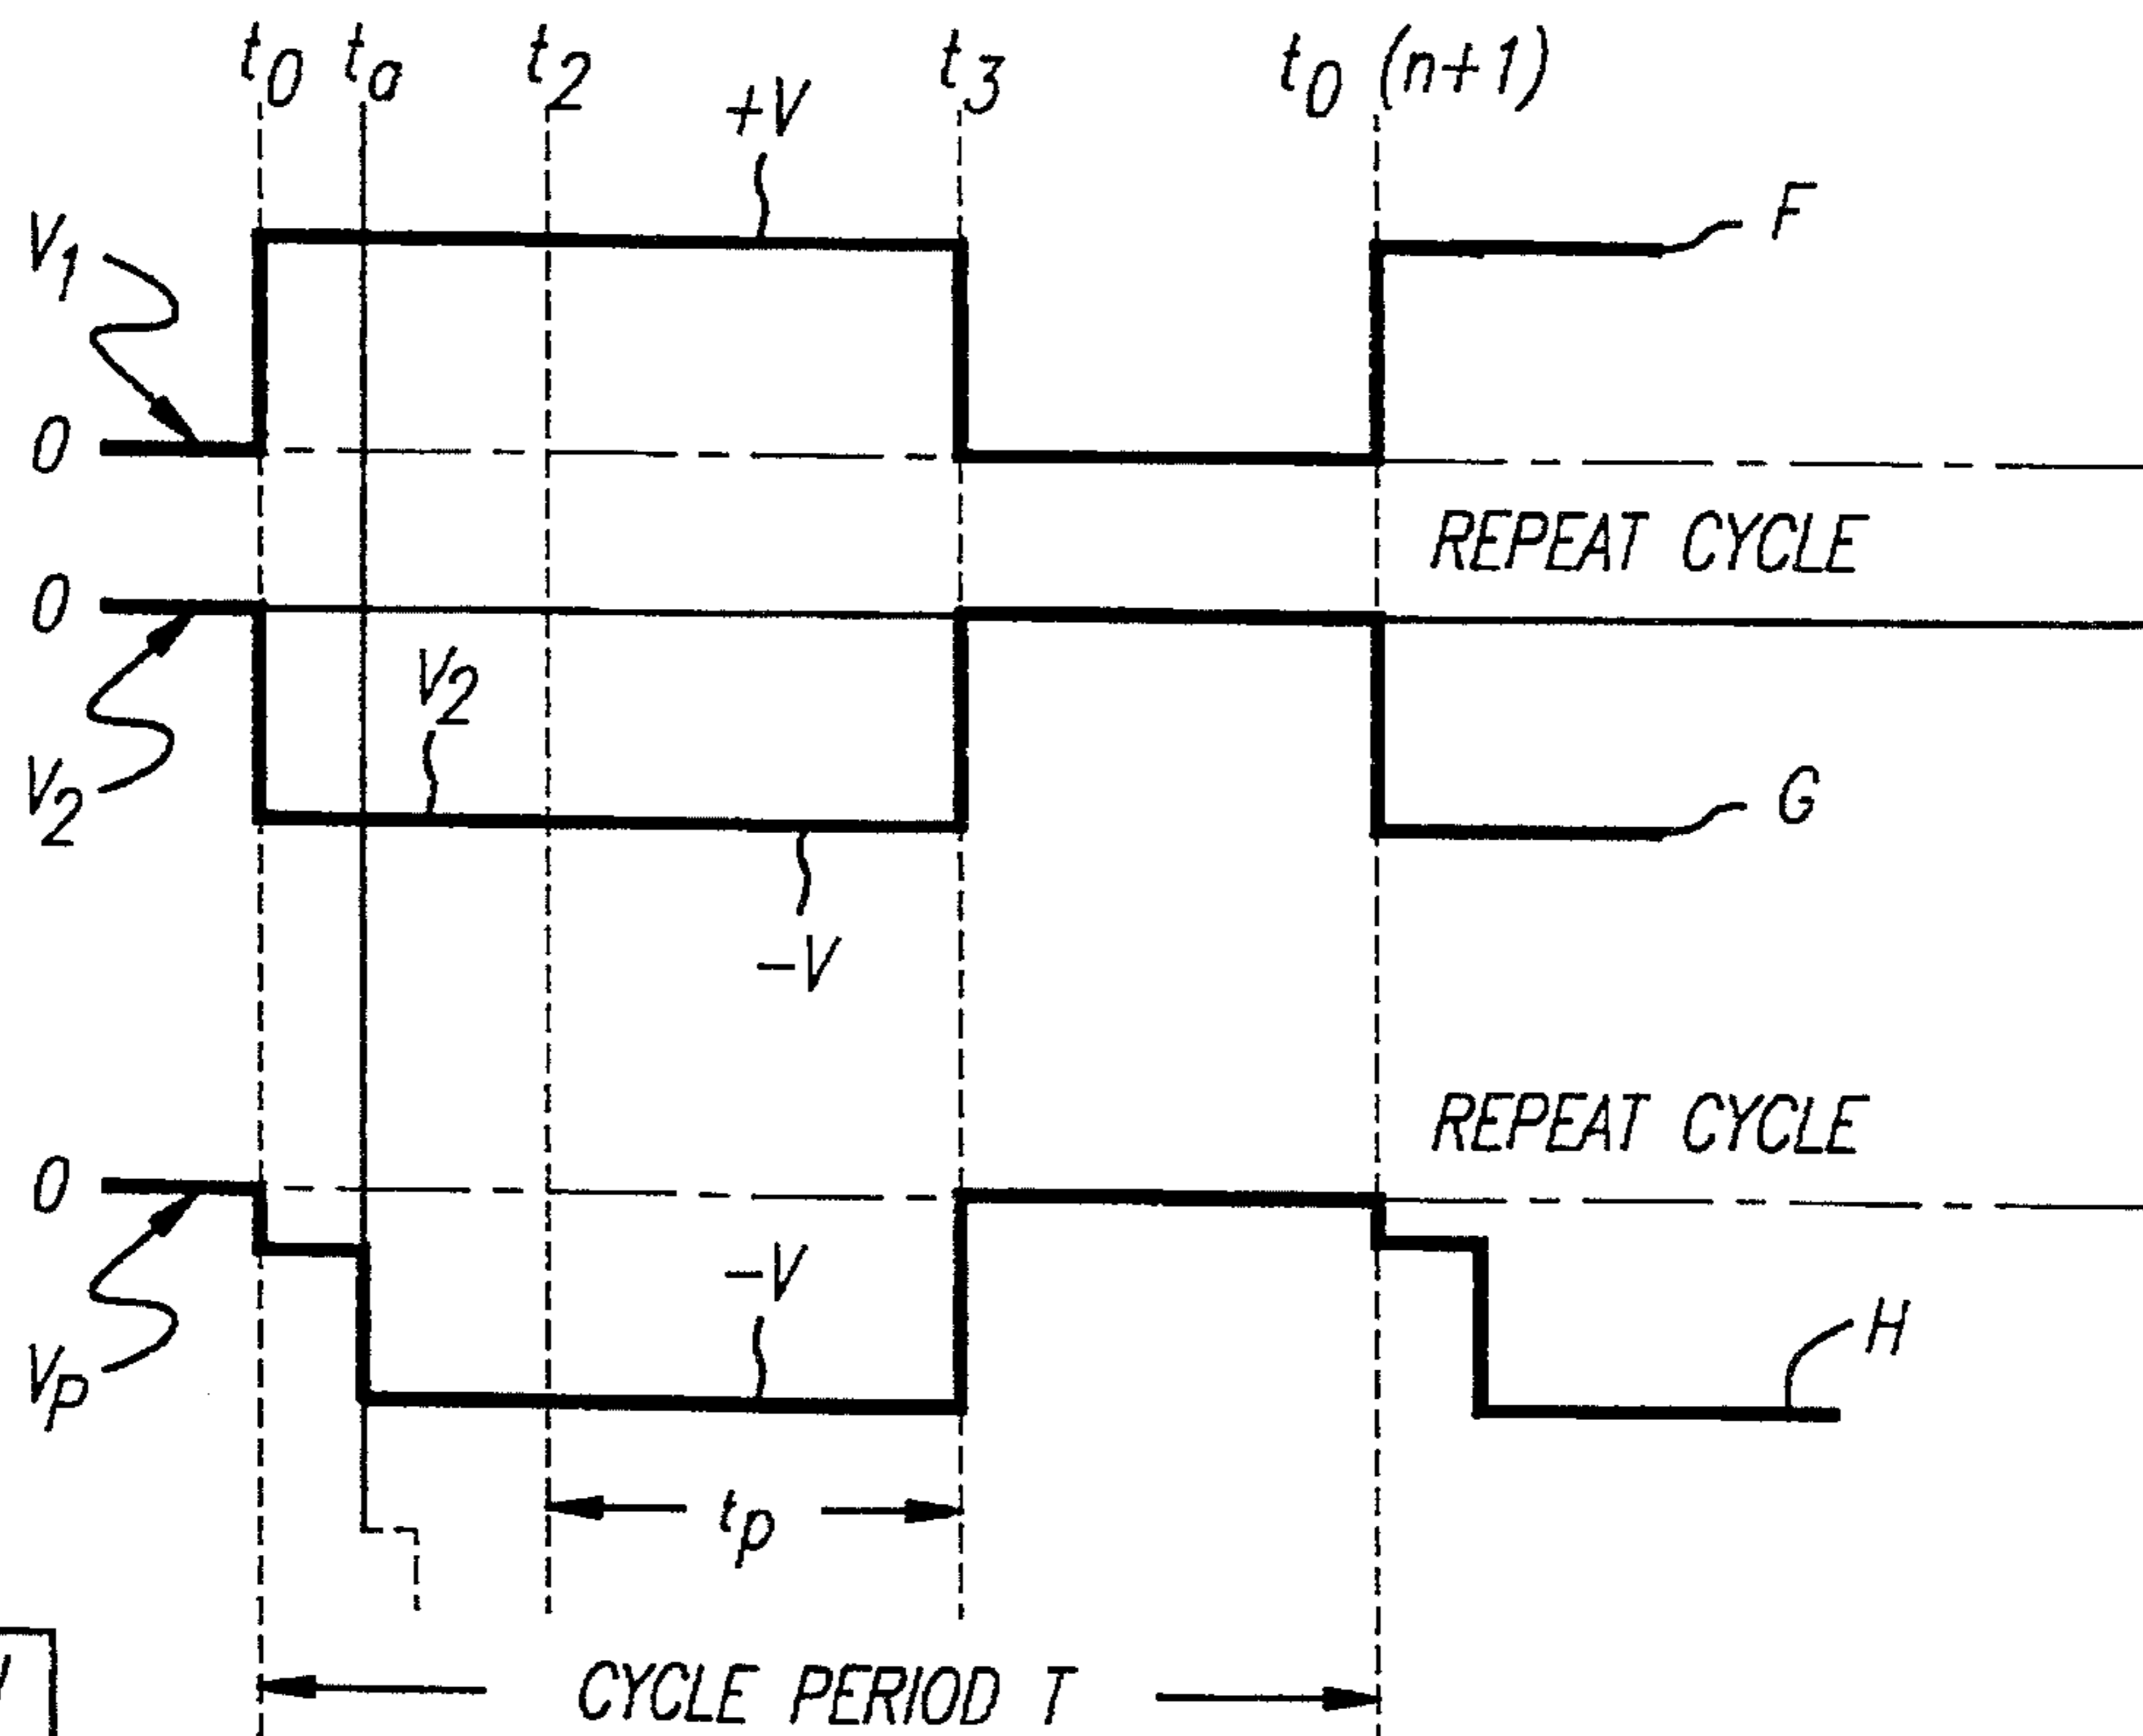 t0 ta t2 t3 t0 (n+1)
+V
F
V1
0
REPEAT CYCLE
0
V2
V2
G
-V
REPEAT CYCLE
0
-V
H
Vp
tp
CYCLE PERIOD T